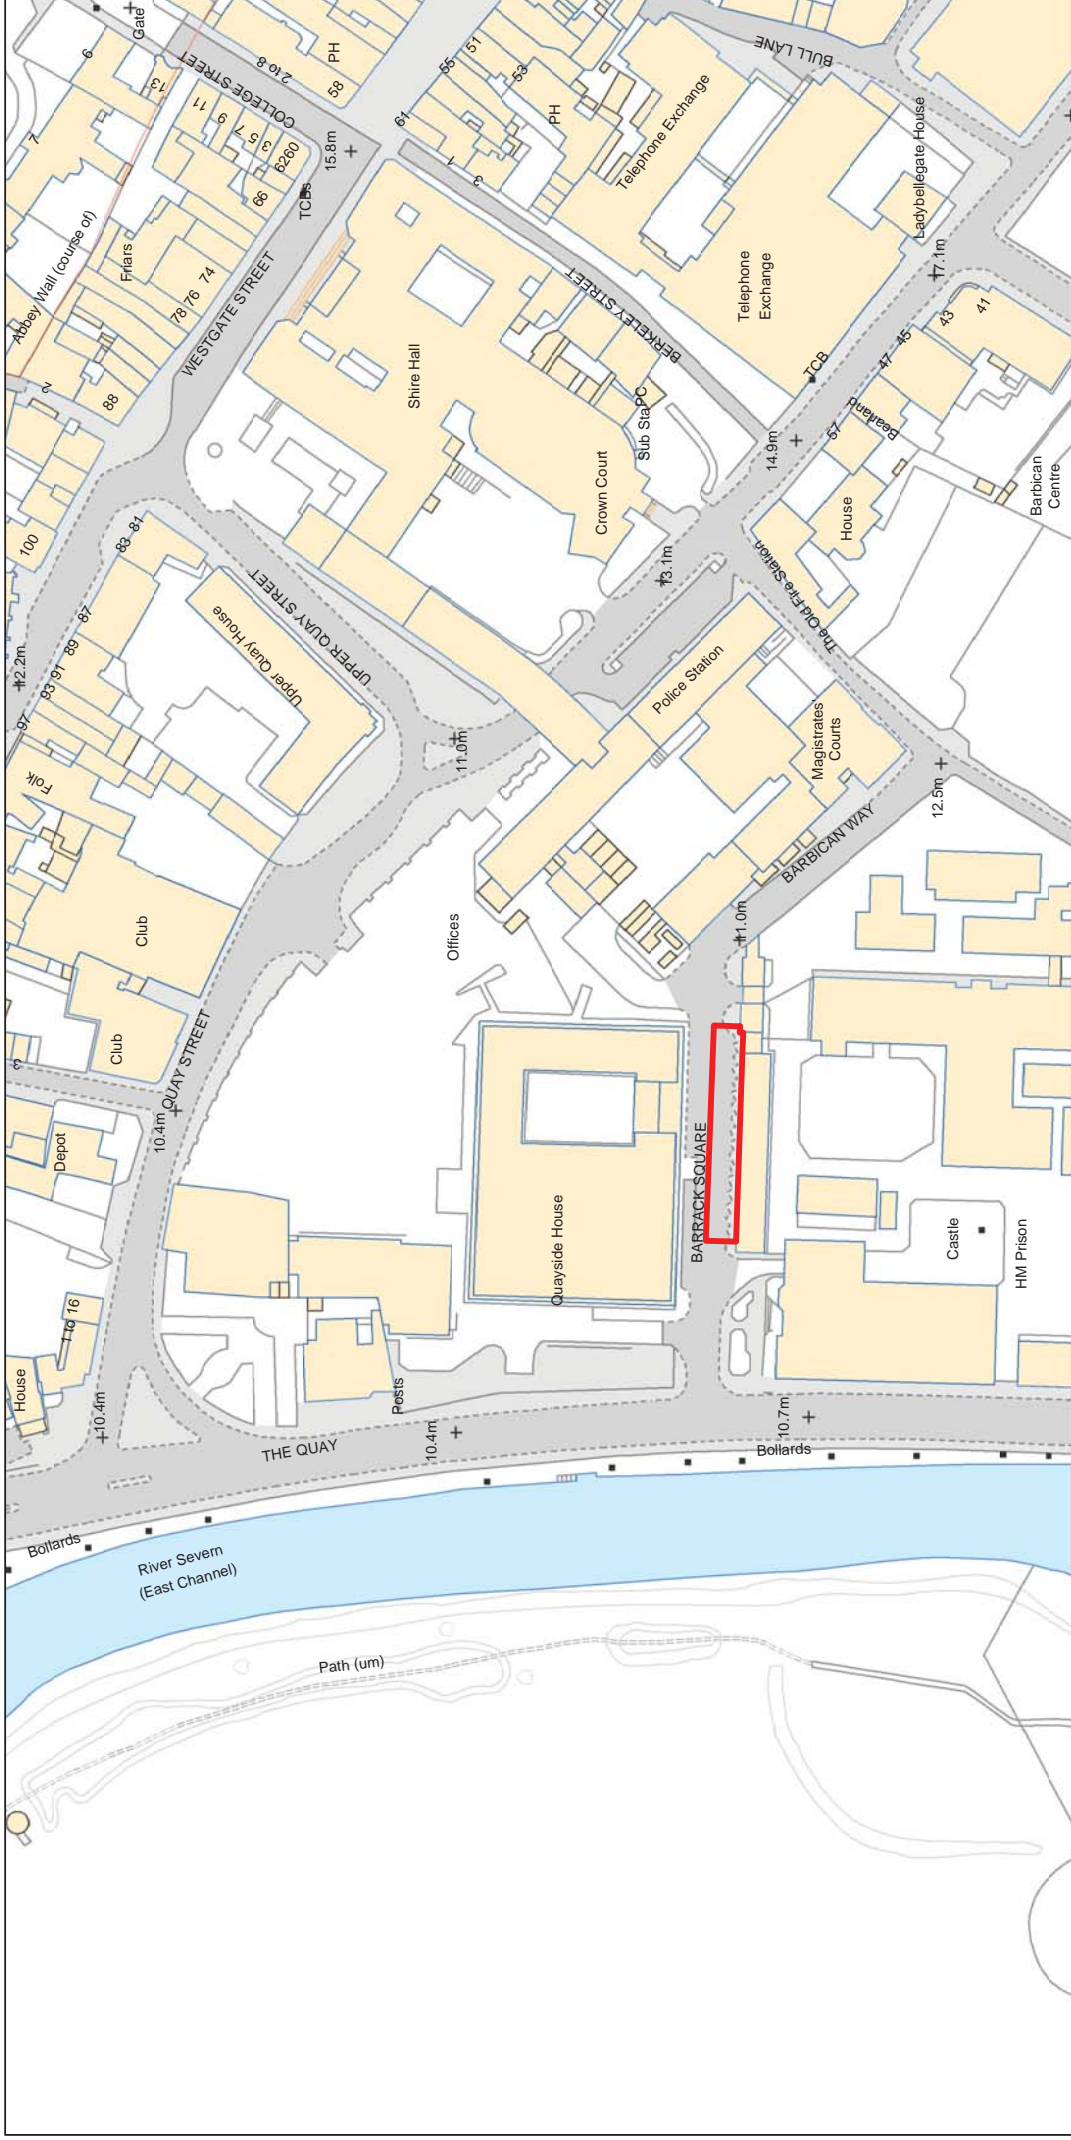 Gate
6
7
13
COLLEGE STREET
2 to 8
PH
58
11
9
7
5
3
6260
66
15.8m
TCBs
Abbey Wall (course of)
Friars
74
76
78
WESTGATE STREET
2
88
61
55
51
53
1
3
PH
Telephone Exchange
BULL LANE
Ladybellegate House
BERKELEY STREET
Telephone
Exchange
17.1m
41
43
45
47
TCB
Bearland
57
Shire Hall
Sub Sta
PC
Crown Court
14.9m
House
Barbican
Centre
13.1m
The Old Fire Station
100
81
83
87
89
91
93
97
12.2m
UPPER QUAY STREET
Upper Quay House
11.0m
Police Station
Magistrates'
Courts
12.5m
BARBICAN WAY
11.0m
Folk
Club
Club
Offices
3
QUAY STREET
10.4m
Depot
BARRACK SQUARE
Quayside House
Castle
HM Prison
1 to 16
House
Posts
10.4m
THE QUAY
10.4m
10.7m
Bollards
Bollards
River Severn
(East Channel)
Path (um)